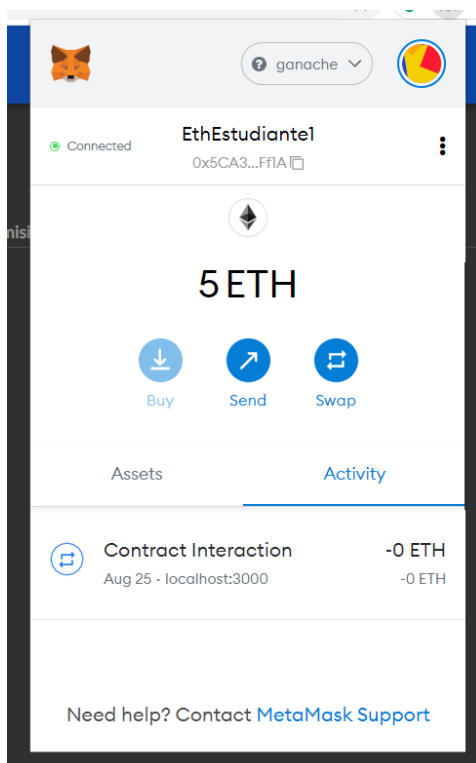 ganache
Connected
EthEstudiante1
0x5CA3...Ff1A
misi
5 ETH
Buy Send Swap
Assets Activity
Contract Interaction -0 ETH
Aug 25 · localhost:3000 -0 ETH
Need help? Contact MetaMask Support